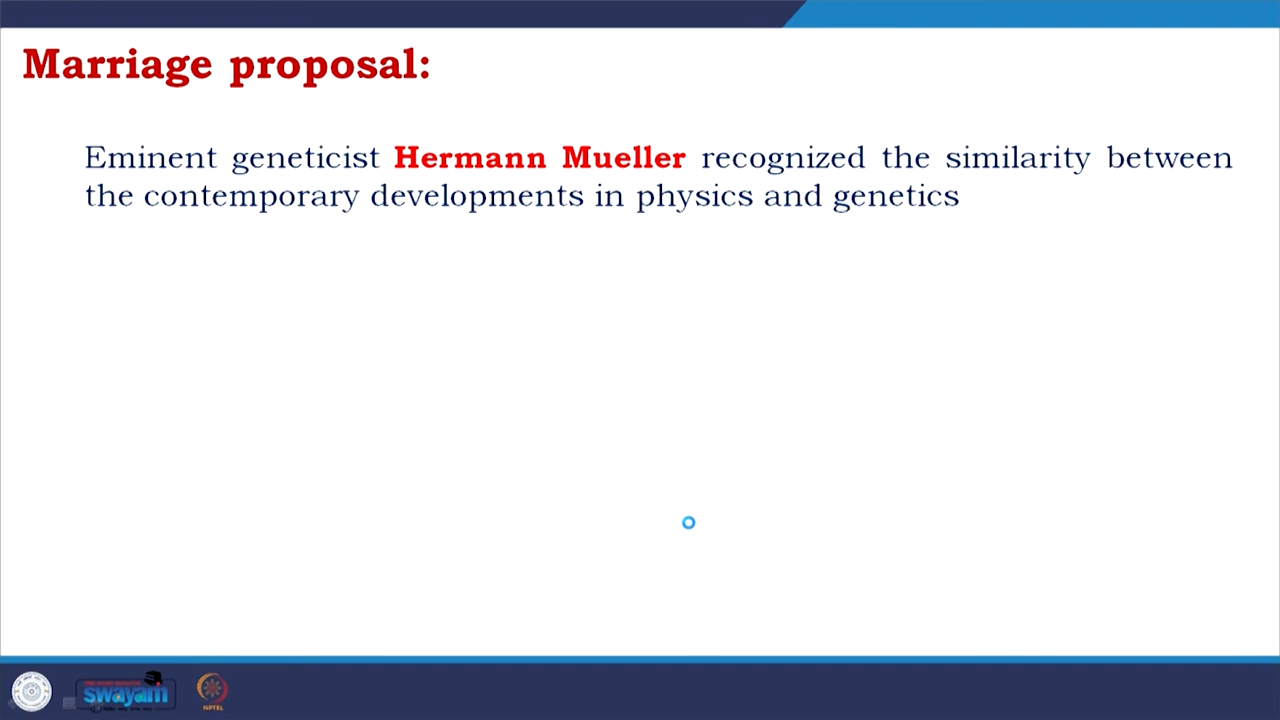 Marriage proposal:
Eminent geneticist Hermann Mueller recognized the similarity between
the contemporary developments in physics and genetics
swayam
NPTEL